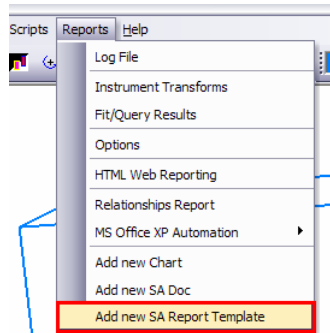 Scripts Reports Help
Log File
Instrument Transforms
Fit/Query Results
Options
HTML Web Reporting
Relationships Report
MS Office XP Automation
Add new Chart
Add new SA Doc
Add new SA Report Template